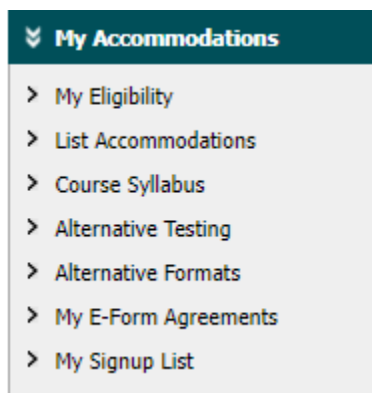 My Accommodations
My Eligibility
List Accommodations
Course Syllabus
Alternative Testing
Alternative Formats
My E-Form Agreements
My Signup List